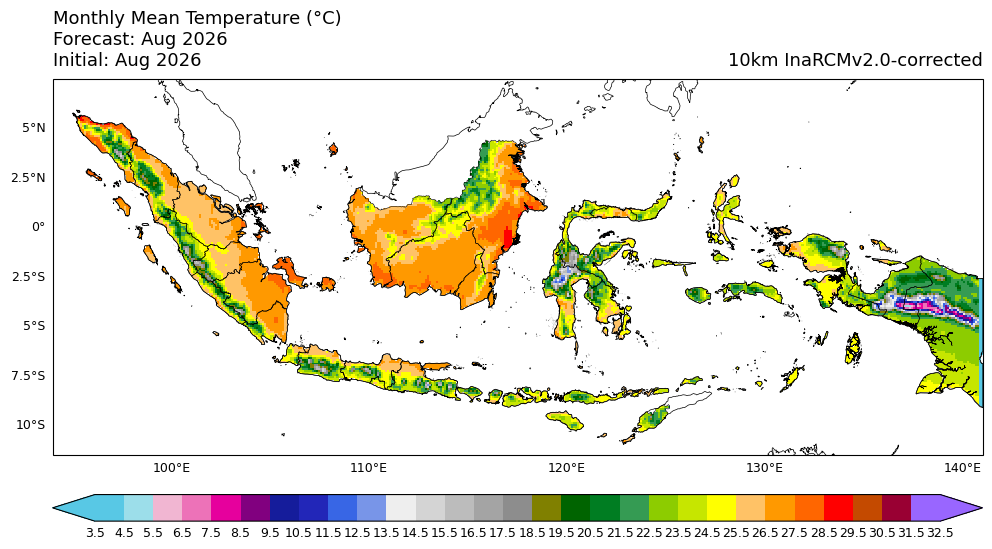 Monthly Mean Temperature (°C)
Forecast: Aug 2026
Initial: Aug 2026
10km InaRCMv2.0-corrected
5°N
2.5°N
0°
2.5°S
5°S
7.5°S
10°S
100°E 110°E 120°E 130°E 140°E
3.5 4.5 5.5 6.5 7.5 8.5 9.5 10.5 11.5 12.5 13.5 14.5 15.5 16.5 17.5 18.5 19.5 20.5 21.5 22.5 23.5 24.5 25.5 26.5 27.5 28.5 29.5 30.5 31.5 32.5